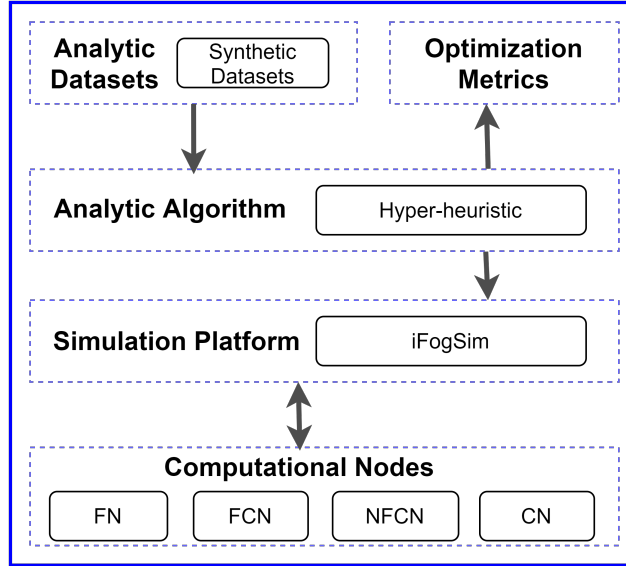 Analytic
Datasets
Synthetic
Datasets
Optimization
Metrics
Analytic Algorithm
Hyper-heuristic
Simulation Platform
iFogSim
Computational Nodes
FN
FCN
NFCN
CN